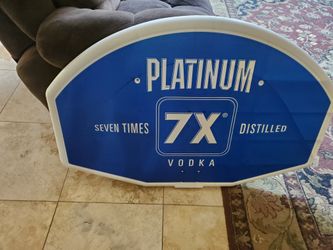 PLATINUM
SEVEN TIMES 7X® DISTILLED
VODKA